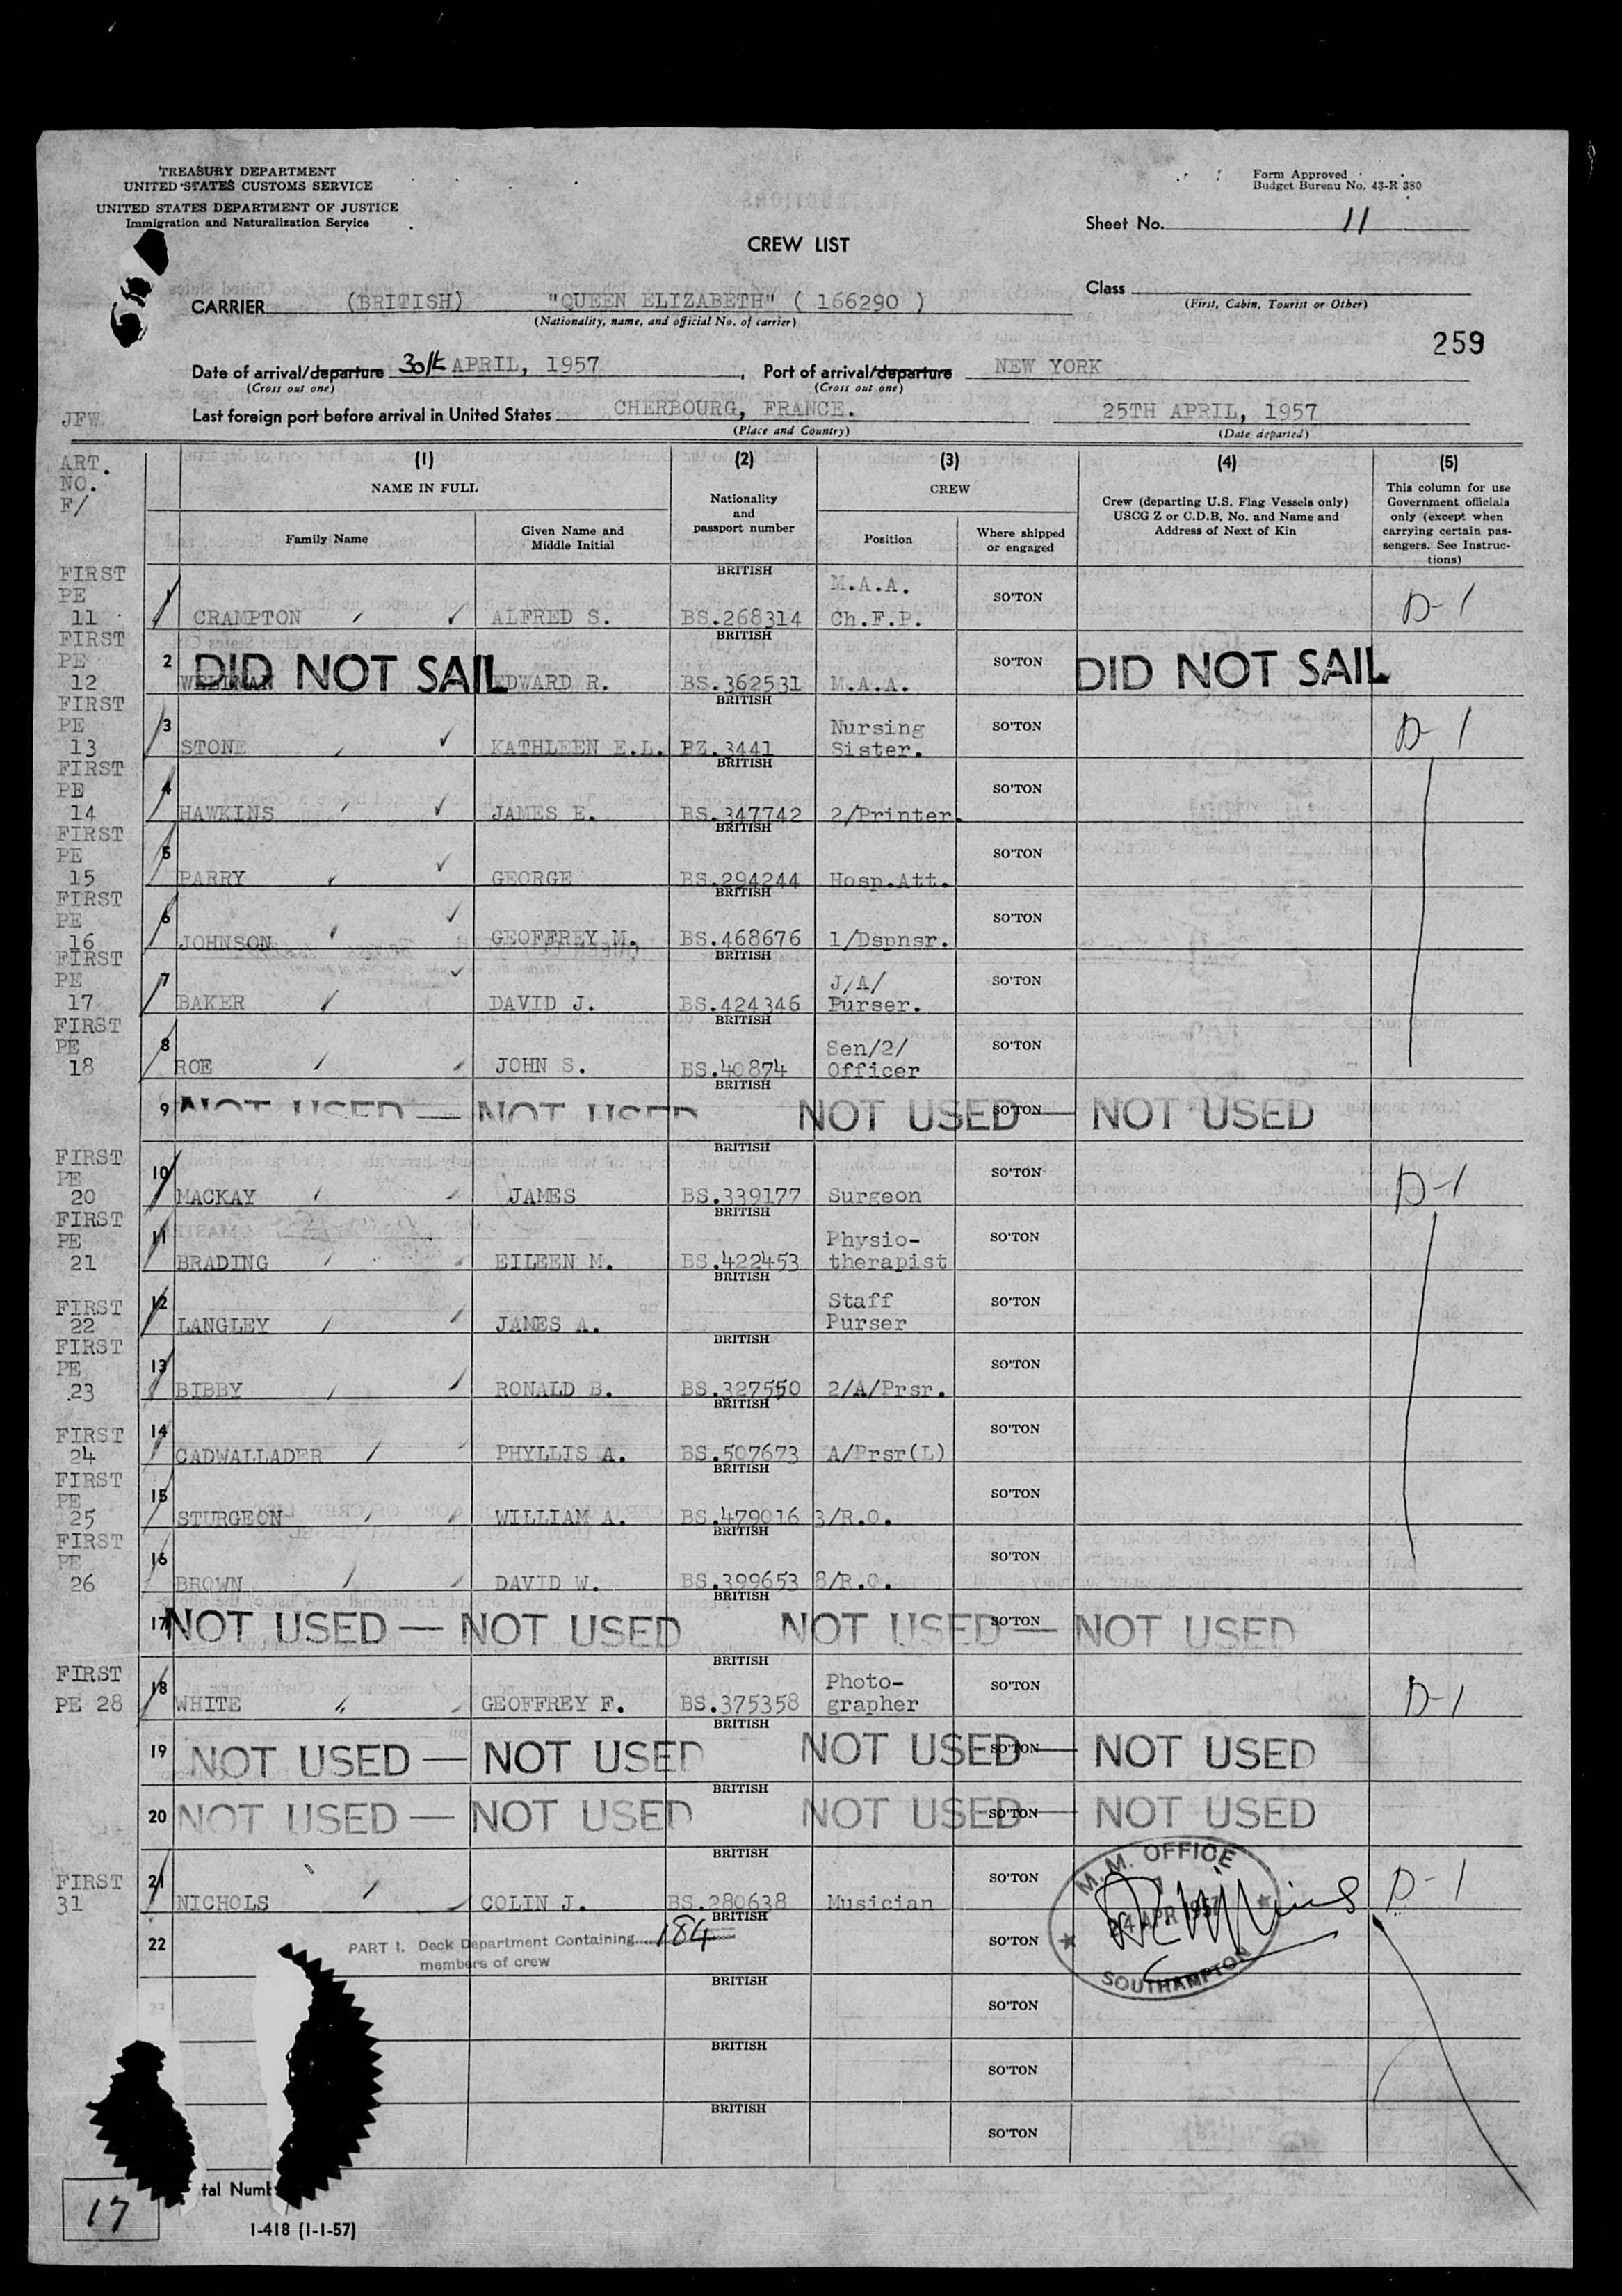 TREASURY DEPARTMENT
UNITED STATES CUSTOMS SERVICE
UNITED STATES DEPARTMENT OF JUSTICE
Immigration and Naturalization Service
Form Approved
Budget Bureau No. 43-R 380
Sheet No. 11
CREW LIST
Class
(First, Cabin, Tourist or Other)
CARRIER (BRITISH) "QUEEN ELIZABETH" ( 166290 )
(Nationality, name, and official No. of carrier)
259
Date of arrival/departure 30th APRIL, 1957, Port of arrival/departure NEW YORK
(Cross out one) (Cross out one)
JFW. Last foreign port before arrival in United States CHERBOURG, FRANCE. 25TH APRIL, 1957
(Place and Country) (Date departed)
ART. NO. F/
(1) (2) (3) (4) (5)
NAME IN FULL
Family Name
Given Name and Middle Initial
Nationality and passport number
CREW
Position
Where shipped or engaged
Crew (departing U.S. Flag Vessels only) USCG Z or C.D.B. No. and Name and Address of Next of Kin
This column for use Government officials only (except when carrying certain passengers. See Instructions)
FIRST PE 11 1 CRAMPTON ALFRED S. BRITISH BS.268314 M.A.A. Ch.F.P. SO'TON D-1
FIRST PE 12 2 DID NOT SAIL EDWARD R. BRITISH BS.362531 M.A.A. SO'TON DID NOT SAIL
FIRST PE 13 3 STONE KATHLEEN E.L. BRITISH PZ.3441 Nursing Sister. SO'TON D-1
FIRST PE 14 4 HAWKINS JAMES E. BRITISH BS.347742 2/Printer. SO'TON
FIRST PE 15 5 PARRY GEORGE BRITISH BS.294244 Hosp.Att. SO'TON
FIRST PE 16 6 JOHNSON GEOFFREY M. BRITISH BS.468676 1/Dspnsr. SO'TON
FIRST PE 17 7 BAKER DAVID J. BRITISH BS.424346 J/A/ Purser. SO'TON
FIRST PE 18 8 ROE JOHN S. BRITISH BS.40874 Sen/2/ Officer SO'TON
9 NOT USED — NOT USED BRITISH NOT USED SO'TON — NOT USED
FIRST PE 20 10 MACKAY JAMES BRITISH BS.339177 Surgeon SO'TON D-1
FIRST PE 21 11 BRADING EILEEN M. BRITISH BS.422453 Physio-therapist SO'TON
FIRST 22 12 LANGLEY JAMES A. BRITISH Staff Purser SO'TON
FIRST PE 23 13 BIBBY RONALD B. BRITISH BS.327550 2/A/Prsr. SO'TON
FIRST 24 14 CADWALLADER PHYLLIS A. BRITISH BS.507673 A/Prsr(L) SO'TON
FIRST PE 25 15 STURGEON WILLIAM A. BRITISH BS.479016 3/R.O. SO'TON
FIRST PE 26 16 BROWN DAVID W. BRITISH BS.399653 8/R.O. SO'TON
17 NOT USED — NOT USED BRITISH NOT USED SO'TON — NOT USED
FIRST PE 28 18 WHITE GEOFFREY F. BRITISH BS.375358 Photo-grapher SO'TON D-1
19 NOT USED — NOT USED BRITISH NOT USED SO'TON — NOT USED
20 NOT USED — NOT USED BRITISH NOT USED SO'TON — NOT USED
FIRST 31 21 NICHOLS COLIN J. BRITISH BS.280638 Musician SO'TON D-1
M. M. OFFICE
24 APR 1957
SOUTHAMPTON
22 PART I. Deck Department Containing 184 BRITISH SO'TON
members of crew
23 BRITISH SO'TON
BRITISH SO'TON
BRITISH SO'TON
17
tal Numb
I-418 (1-1-57)